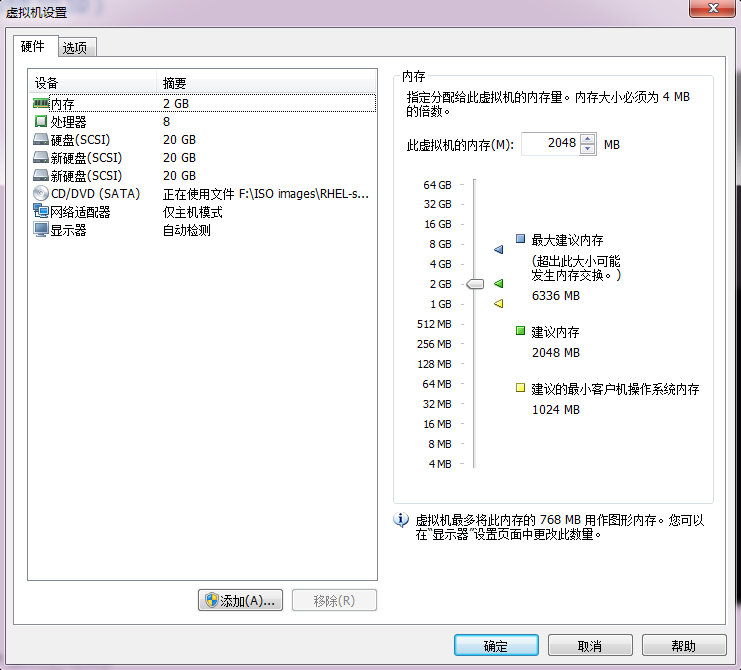 虚拟机设置
硬件 选项
设备 摘要
内存 2 GB
处理器 8
硬盘(SCSI) 20 GB
新硬盘(SCSI) 20 GB
新硬盘(SCSI) 20 GB
CD/DVD (SATA) 正在使用文件 F:\ISO images\RHEL-s...
网络适配器 仅主机模式
显示器 自动检测
添加(A)... 移除(R)
内存
指定分配给此虚拟机的内存量。内存大小必须为 4 MB
的倍数。
此虚拟机的内存(M): 2048 MB
64 GB
32 GB
16 GB
8 GB
4 GB
2 GB
1 GB
512 MB
256 MB
128 MB
64 MB
32 MB
16 MB
8 MB
4 MB
最大建议内存
(超出此大小可能
发生内存交换。)
6336 MB
建议内存
2048 MB
建议的最小客户机操作系统内存
1024 MB
虚拟机最多将此内存的 768 MB 用作图形内存。您可以
在“显示器”设置页面中更改此数量。
确定 取消 帮助